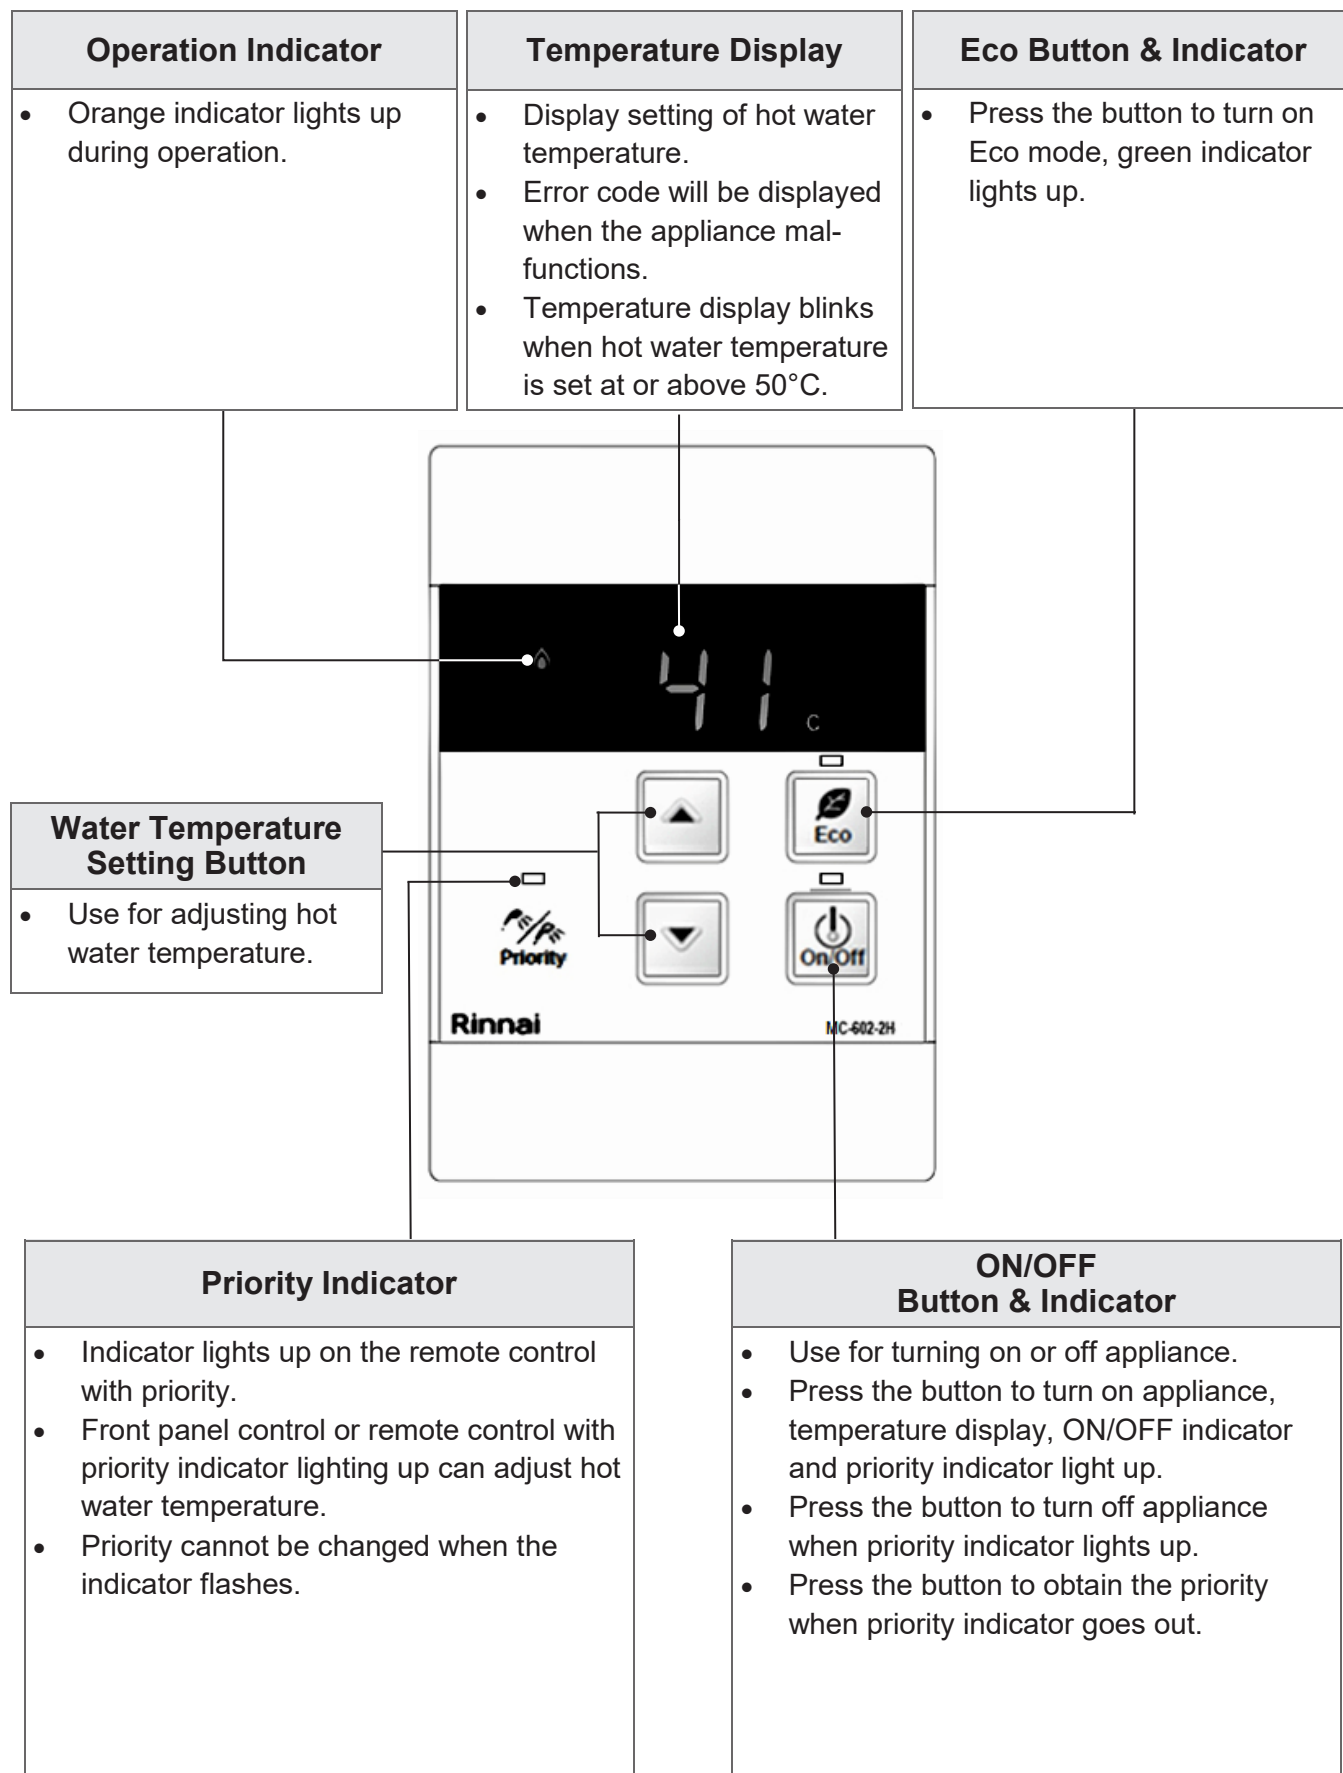 Operation Indicator
• Orange indicator lights up
during operation.
Temperature Display
• Display setting of hot water
temperature.
• Error code will be displayed
when the appliance mal-
functions.
• Temperature display blinks
when hot water temperature
is set at or above 50°C.
Eco Button & Indicator
• Press the button to turn on
Eco mode, green indicator
lights up.
41 C
Eco
Water Temperature
Setting Button
• Use for adjusting hot
water temperature.
Priority
On/Off
Rinnai
MC-602-2H
Priority Indicator
• Indicator lights up on the remote control
with priority.
• Front panel control or remote control with
priority indicator lighting up can adjust hot
water temperature.
• Priority cannot be changed when the
indicator flashes.
ON/OFF
Button & Indicator
• Use for turning on or off appliance.
• Press the button to turn on appliance,
temperature display, ON/OFF indicator
and priority indicator light up.
• Press the button to turn off appliance
when priority indicator lights up.
• Press the button to obtain the priority
when priority indicator goes out.